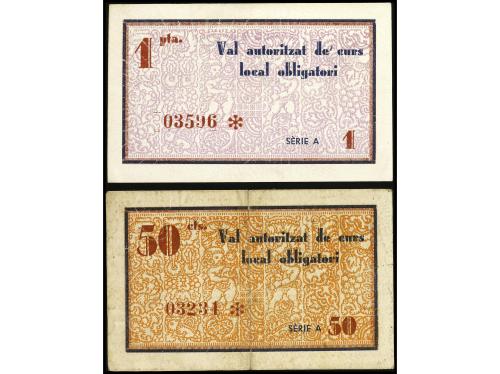 1 pta.
Val autoritzat de curs
local obligatori
03596 *
SÈRIE A 1
50 cts.
Val autoritzat de curs
local obligatori
03234 *
SÈRIE A 50